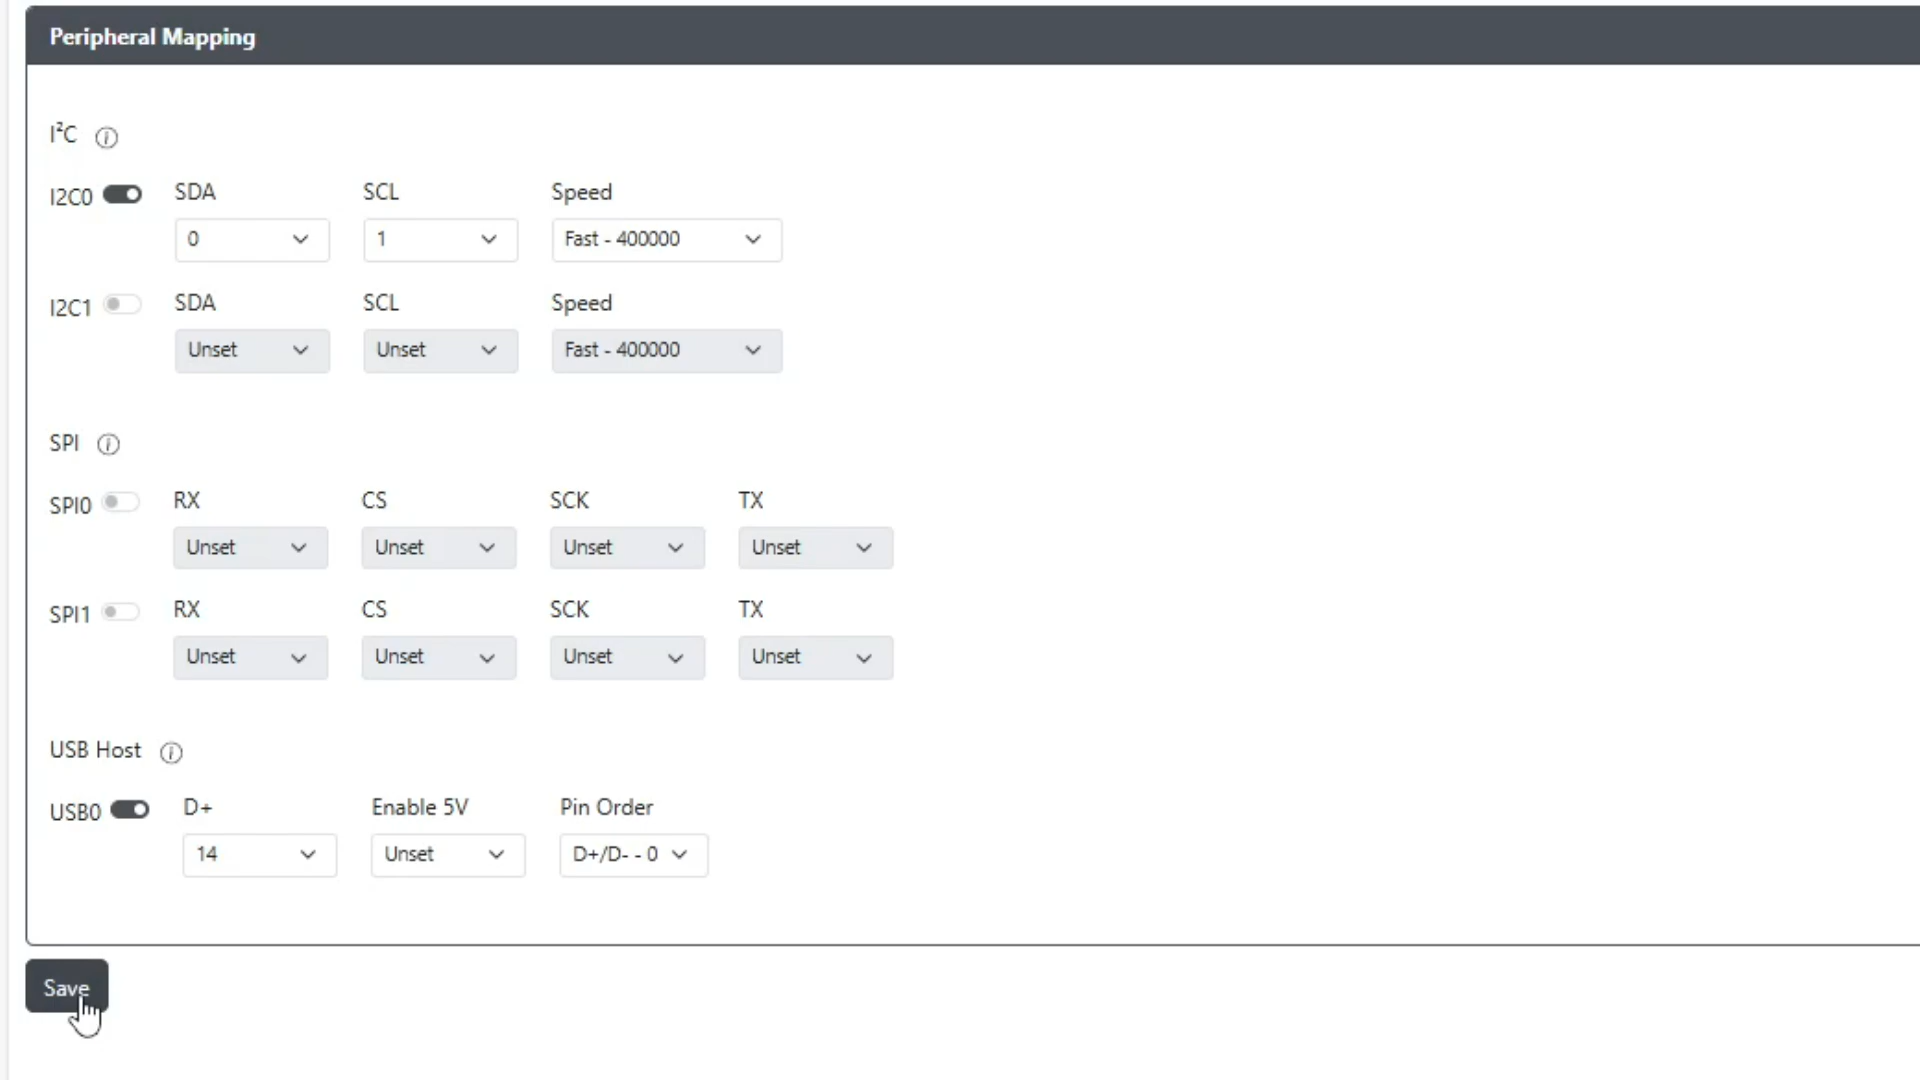 Peripheral Mapping
I²C
I2C0 SDA SCL Speed
0 1 Fast - 400000
I2C1 SDA SCL Speed
Unset Unset Fast - 400000
SPI
SPI0 RX CS SCK TX
Unset Unset Unset Unset
SPI1 RX CS SCK TX
Unset Unset Unset Unset
USB Host
USB0 D+ Enable 5V Pin Order
14 Unset D+/D- - 0
Save